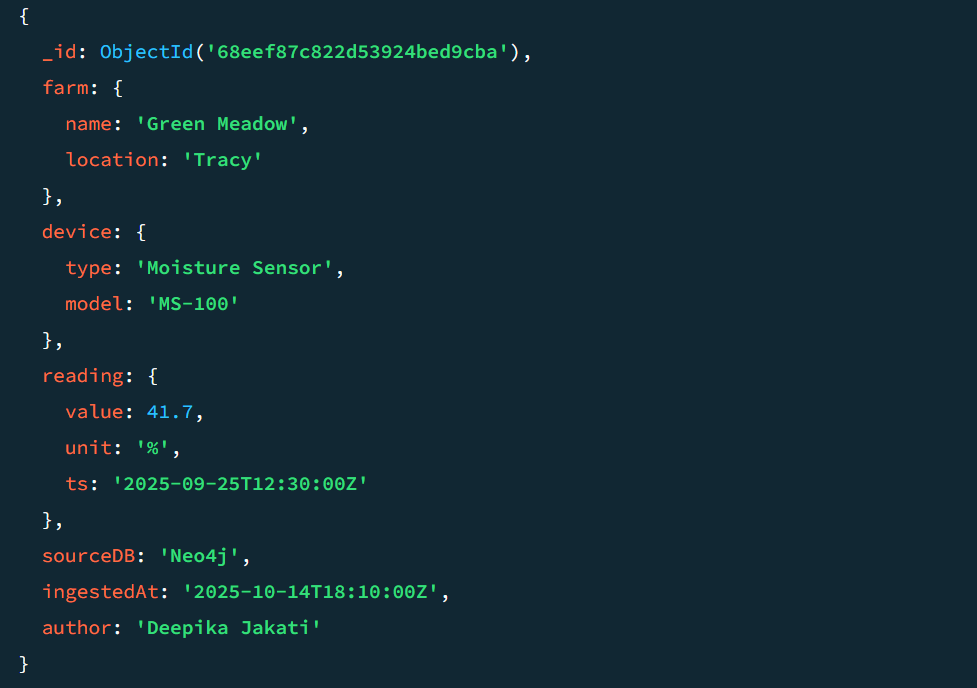 {
  _id: ObjectId('68eef87c822d53924bed9cba'),
  farm: {
    name: 'Green Meadow',
    location: 'Tracy'
  },
  device: {
    type: 'Moisture Sensor',
    model: 'MS-100'
  },
  reading: {
    value: 41.7,
    unit: '%',
    ts: '2025-09-25T12:30:00Z'
  },
  sourceDB: 'Neo4j',
  ingestedAt: '2025-10-14T18:10:00Z',
  author: 'Deepika Jakati'
}